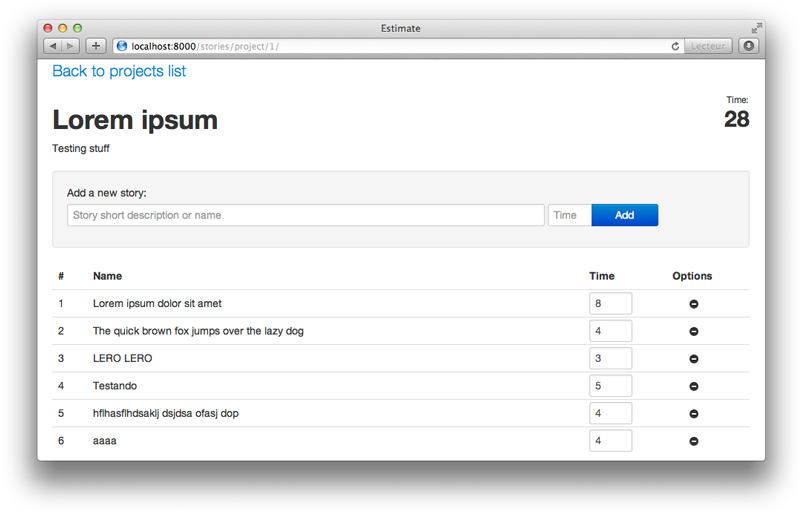 Estimate
localhost:8000/stories/project/1/
Lecteur
Back to projects list
Time:
Lorem ipsum
28
Testing stuff
Add a new story:
Story short description or name
Time
Add
# Name Time Options
1 Lorem ipsum dolor sit amet 8
2 The quick brown fox jumps over the lazy dog 4
3 LERO LERO 3
4 Testando 5
5 hflhasflhdsaklj dsjdsa ofasj dop 4
6 aaaa 4